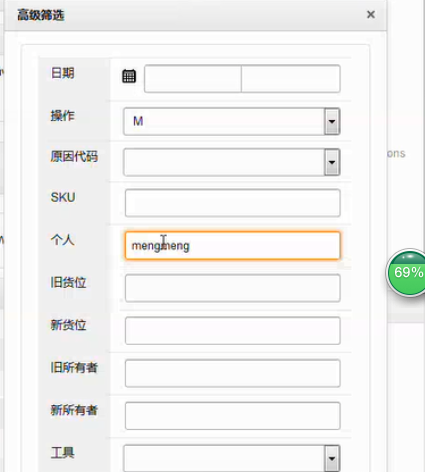 高级筛选 ×
日期
操作 M
原因代码
ons
SKU
个人 mengmeng
69%
旧货位
新货位
旧所有者
新所有者
工具